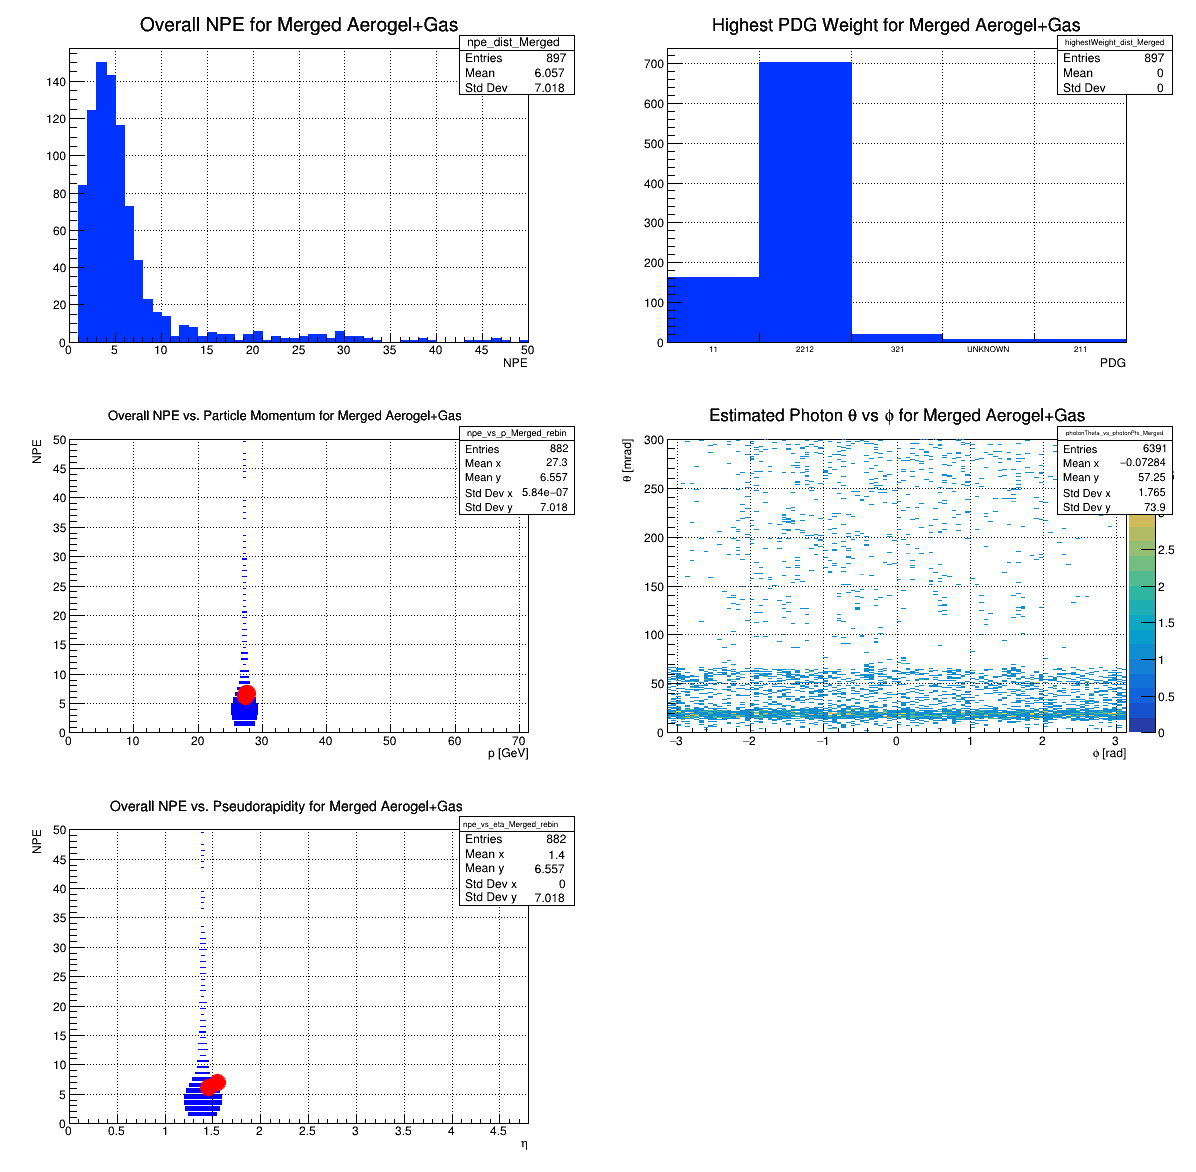 Overall NPE for Merged Aerogel+Gas
npe_dist_Merged
Entries 897
Mean 6.057
Std Dev 7.018
140
120
100
80
60
40
20
0
0 5 10 15 20 25 30 35 40 45 50
NPE
Highest PDG Weight for Merged Aerogel+Gas
highestWeight_dist_Merged
Entries 897
Mean 0
Std Dev 0
700
600
500
400
300
200
100
0
11 2212 321 UNKNOWN 211
PDG
Overall NPE vs. Particle Momentum for Merged Aerogel+Gas
npe_vs_p_Merged_rebin
Entries 882
Mean x 27.3
Mean y 6.557
Std Dev x 5.84e−07
Std Dev y 7.018
NPE
50
45
40
35
30
25
20
15
10
5
0
0 10 20 30 40 50 60 70
p [GeV]
Estimated Photon θ vs ϕ for Merged Aerogel+Gas
photonTheta_vs_photonPhi_Merged
Entries 6391
Mean x −0.07284
Mean y 57.25
Std Dev x 1.765
Std Dev y 73.9
θ [mrad]
300
250
200
150
100
50
0
−3 −2 −1 0 1 2 3
ϕ [rad]
2.5
2
1.5
1
0.5
0
Overall NPE vs. Pseudorapidity for Merged Aerogel+Gas
npe_vs_eta_Merged_rebin
Entries 882
Mean x 1.4
Mean y 6.557
Std Dev x 0
Std Dev y 7.018
NPE
50
45
40
35
30
25
20
15
10
5
0
0 0.5 1 1.5 2 2.5 3 3.5 4 4.5
η